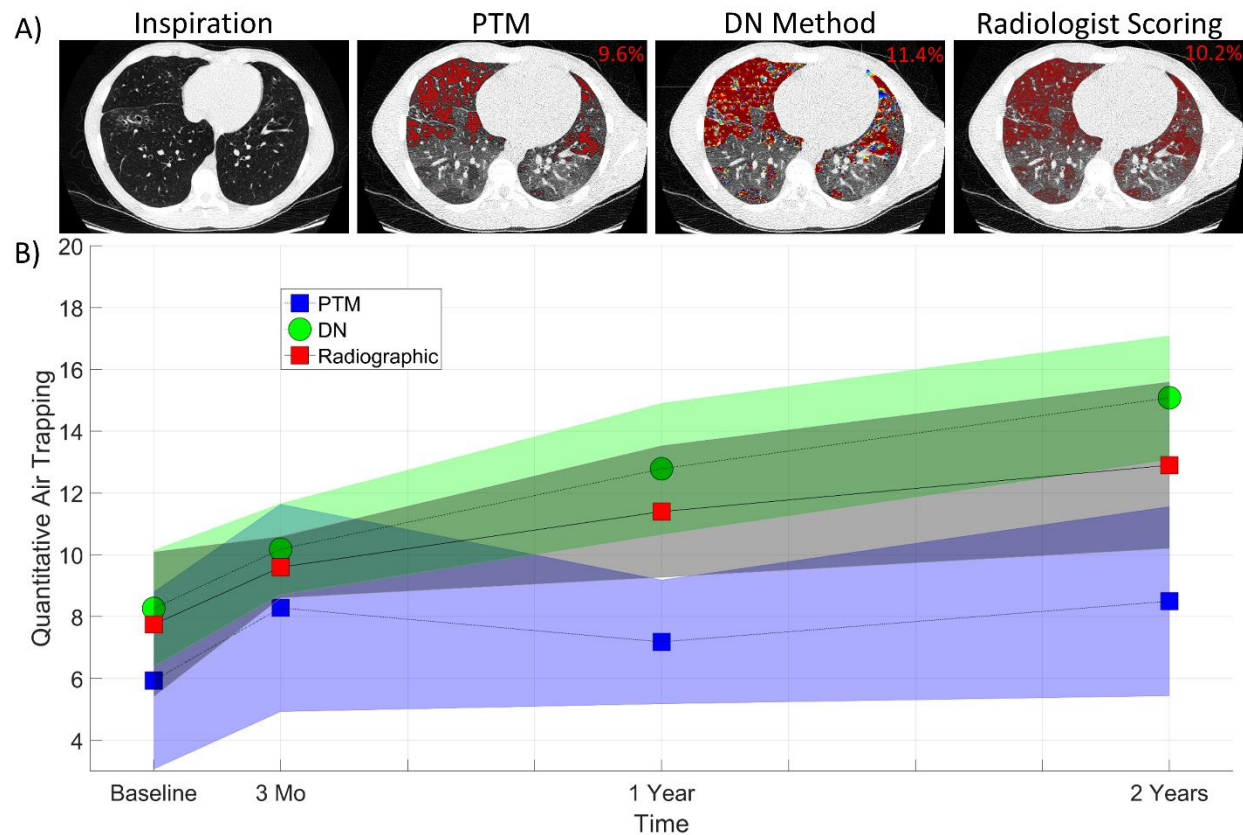 A)
Inspiration
PTM
DN Method
Radiologist Scoring
9.6%
11.4%
10.2%
B)
20
18
16
14
12
10
8
6
4
Quantitative Air Trapping
PTM
DN
Radiographic
Baseline
3 Mo
1 Year
2 Years
Time